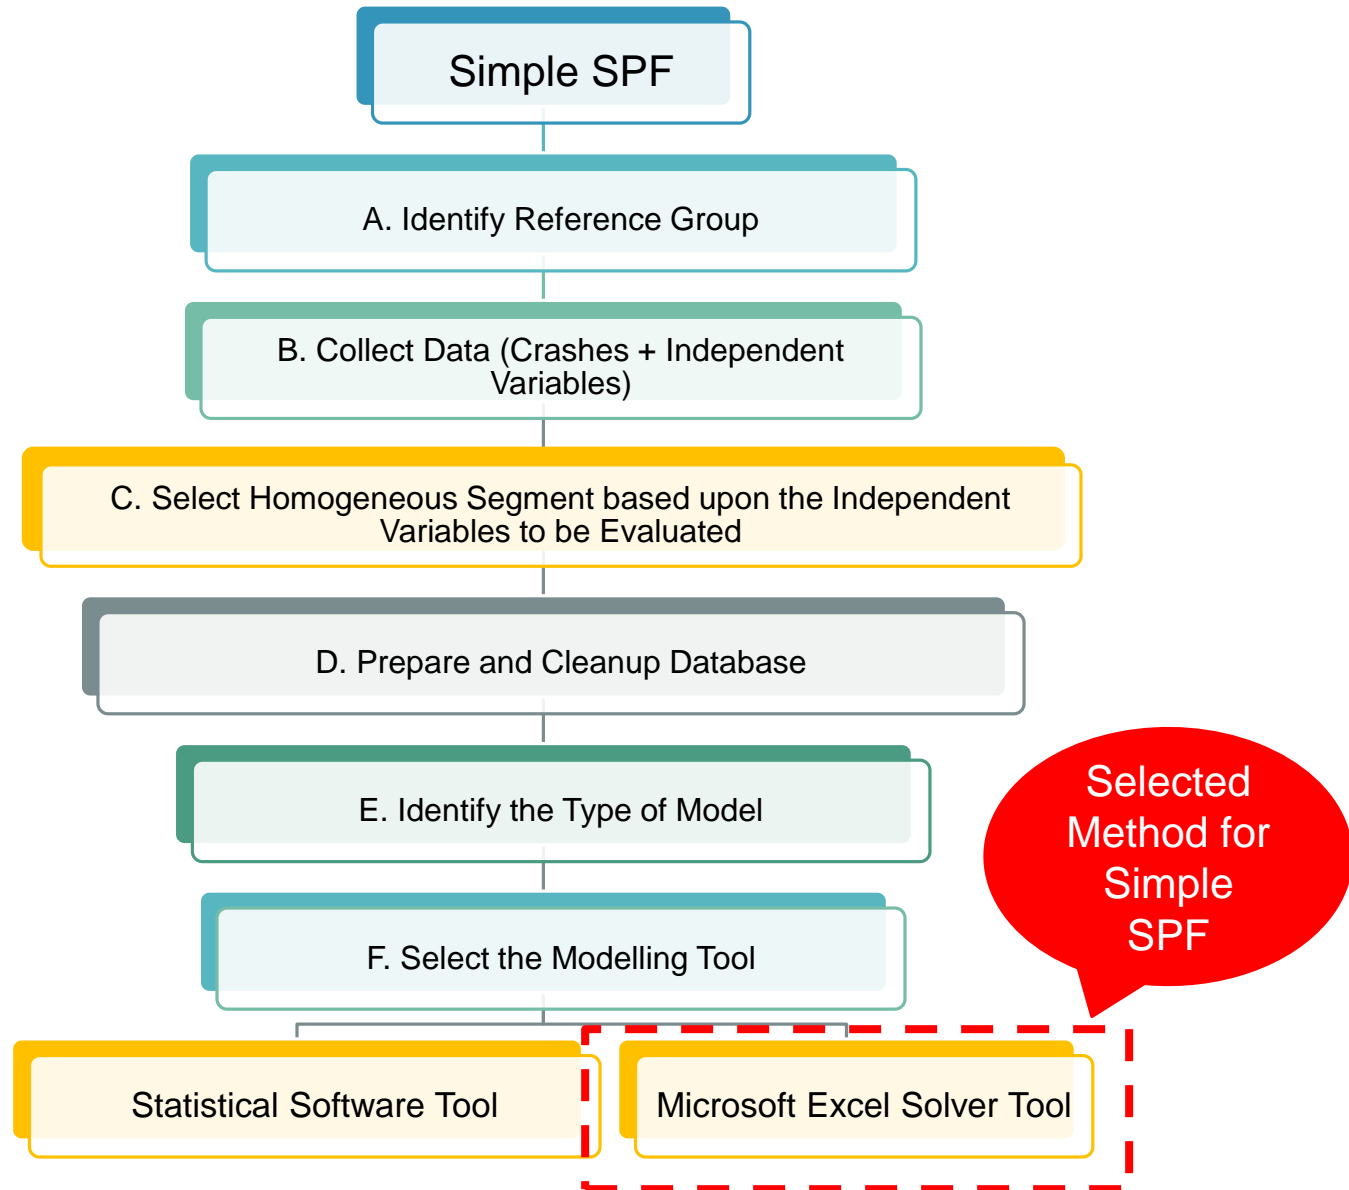 Simple SPF
A. Identify Reference Group
B. Collect Data (Crashes + Independent
Variables)
C. Select Homogeneous Segment based upon the Independent
Variables to be Evaluated
D. Prepare and Cleanup Database
E. Identify the Type of Model
F. Select the Modelling Tool
Selected
Method for
Simple
SPF
Statistical Software Tool
Microsoft Excel Solver Tool